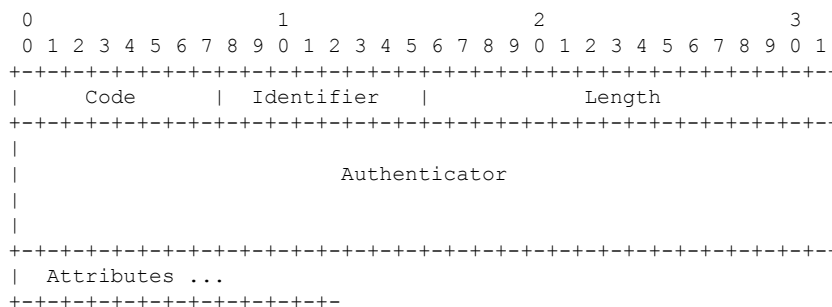 0                   1                   2                   3
 0 1 2 3 4 5 6 7 8 9 0 1 2 3 4 5 6 7 8 9 0 1 2 3 4 5 6 7 8 9 0 1
+-+-+-+-+-+-+-+-+-+-+-+-+-+-+-+-+-+-+-+-+-+-+-+-+-+-+-+-+-+-+-+-
|     Code      |  Identifier   |            Length
+-+-+-+-+-+-+-+-+-+-+-+-+-+-+-+-+-+-+-+-+-+-+-+-+-+-+-+-+-+-+-+-
|
|                         Authenticator
|
|
+-+-+-+-+-+-+-+-+-+-+-+-+-+-+-+-+-+-+-+-+-+-+-+-+-+-+-+-+-+-+-+-
|  Attributes ...
+-+-+-+-+-+-+-+-+-+-+-+-+-